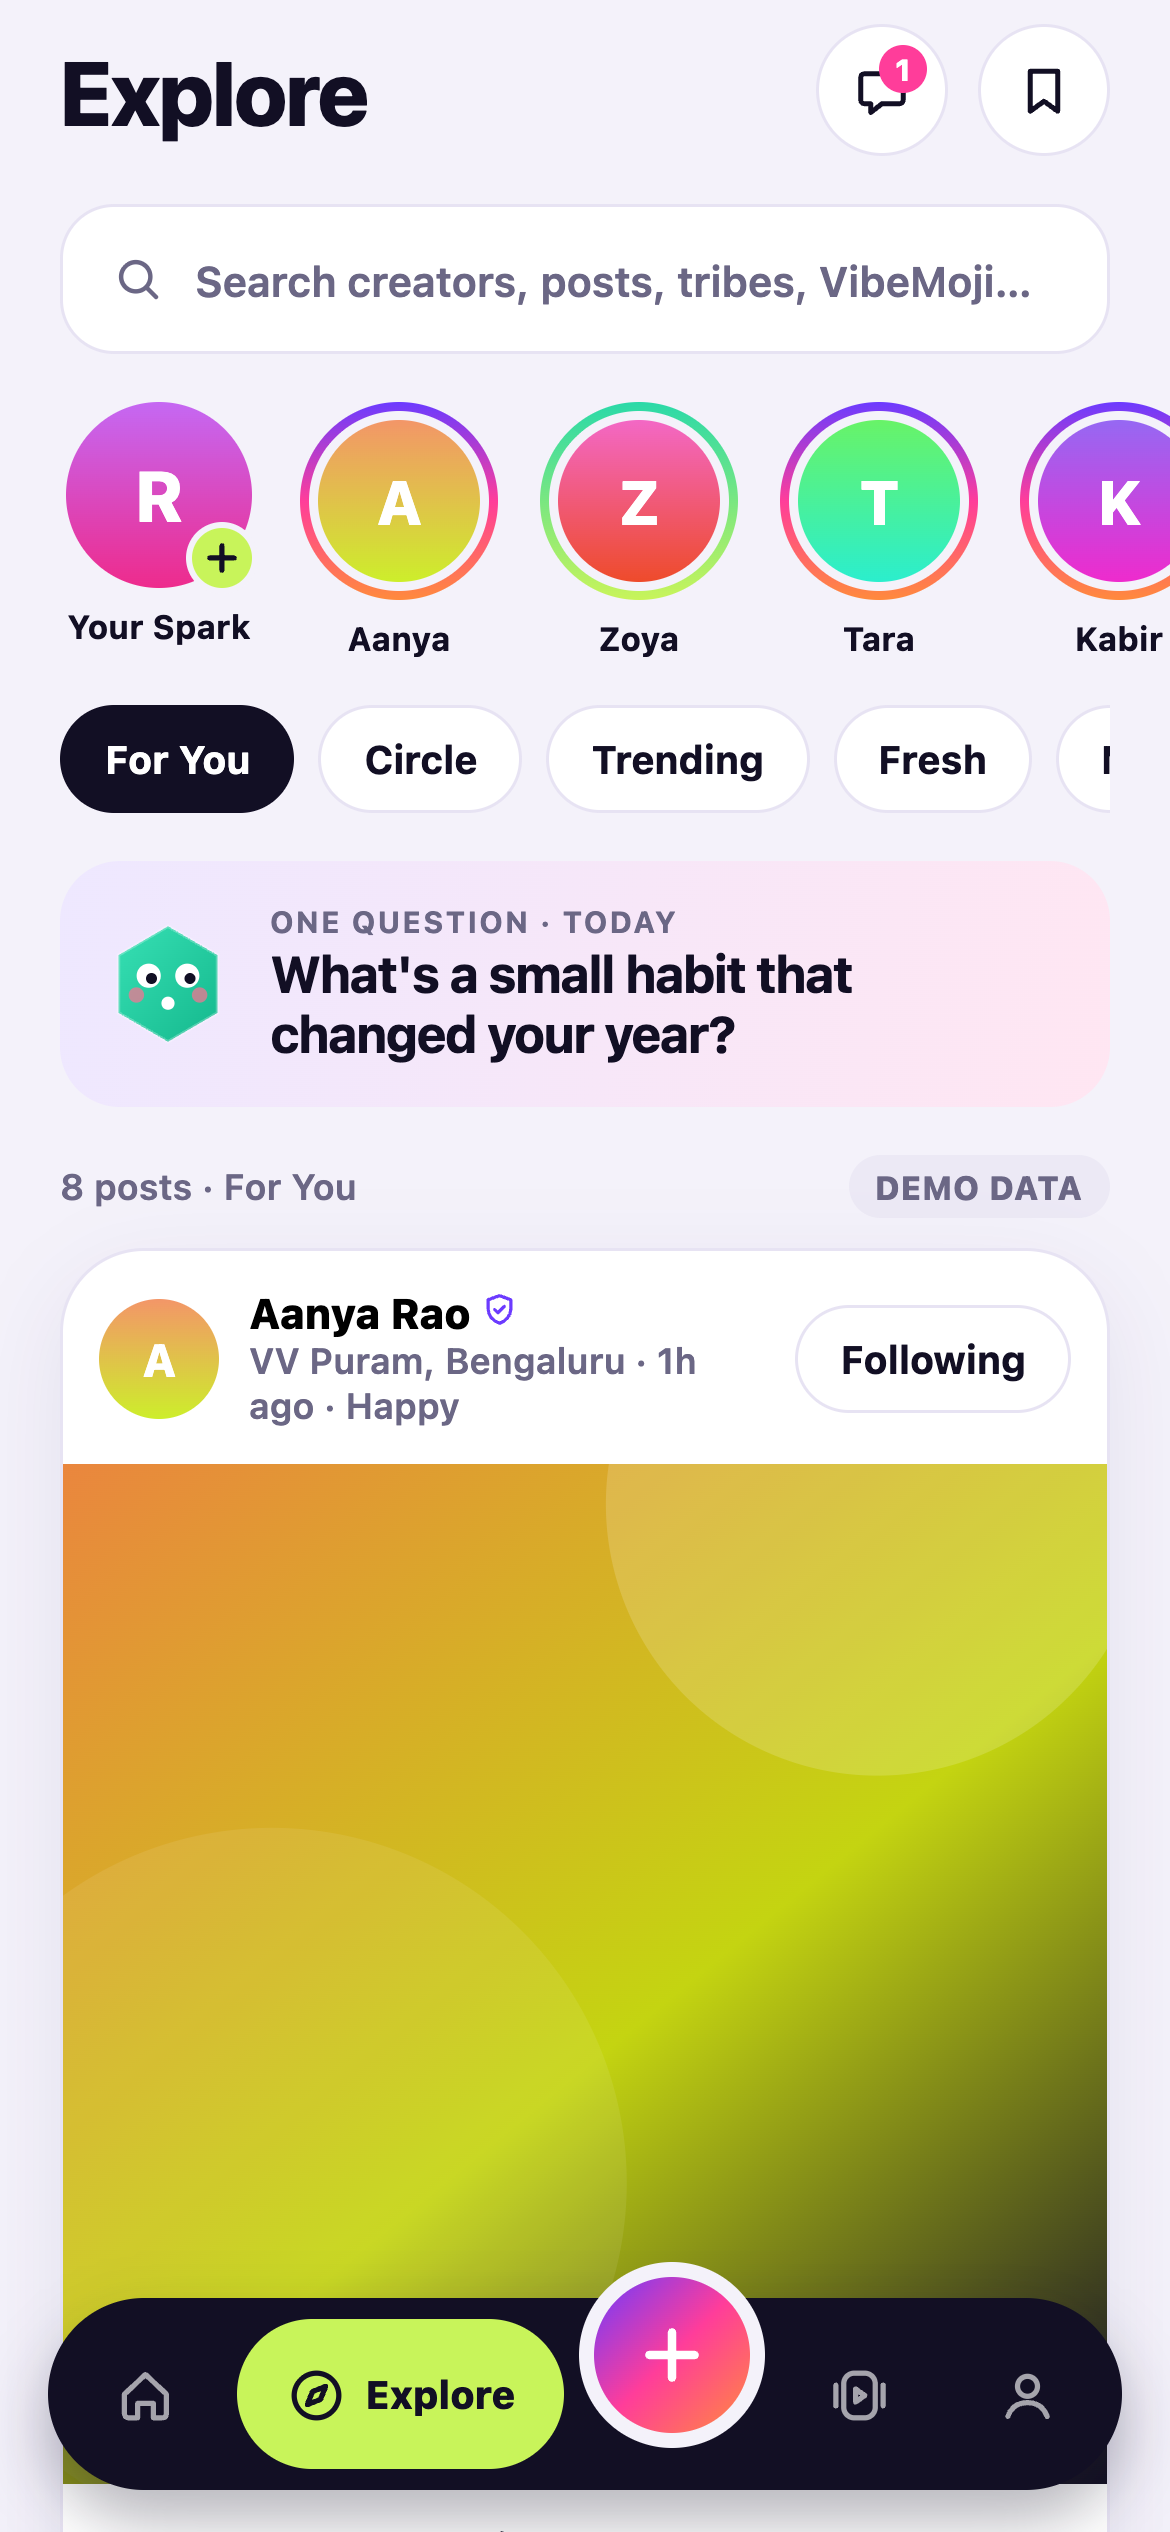 Explore
1
Search creators, posts, tribes, VibeMoji...
R
A
Z
T
K
Your Spark
Aanya
Zoya
Tara
Kabir
For You
Circle
Trending
Fresh
ONE QUESTION · TODAY
What's a small habit that
changed your year?
8 posts · For You
DEMO DATA
A
Aanya Rao
VV Puram, Bengaluru · 1h
ago · Happy
Following
Explore